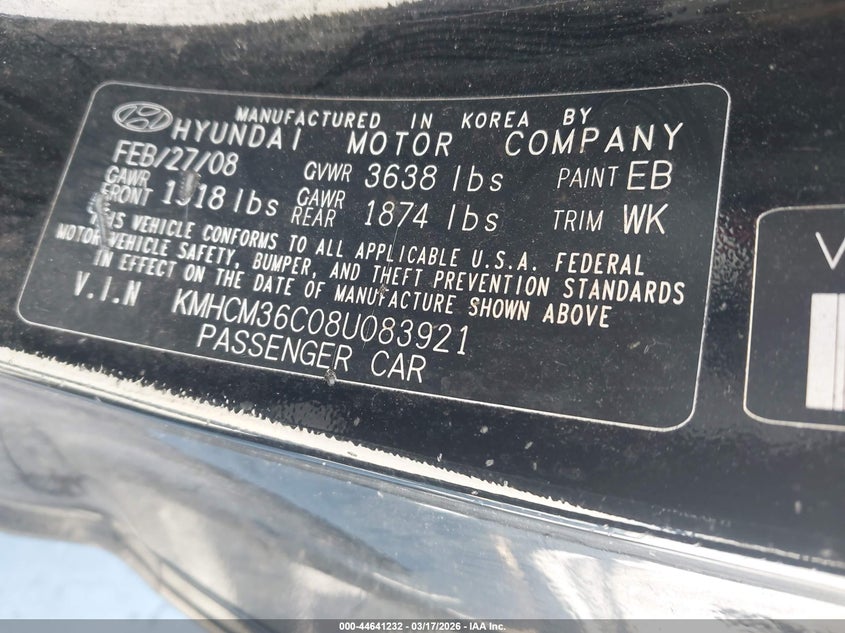 MANUFACTURED IN KOREA BY
HYUNDAI MOTOR COMPANY
FEB/27/08 GVWR 3638 lbs PAINT EB
GAWR FRONT 1918 lbs GAWR REAR 1874 lbs TRIM WK
THIS VEHICLE CONFORMS TO ALL APPLICABLE U.S.A. FEDERAL
MOTOR VEHICLE SAFETY, BUMPER, AND THEFT PREVENTION STANDARDS
IN EFFECT ON THE DATE OF MANUFACTURE SHOWN ABOVE
V.I.N KMHCM36C08U083921
PASSENGER CAR
V
000-44641232 - 03/17/2026 - IAA Inc.